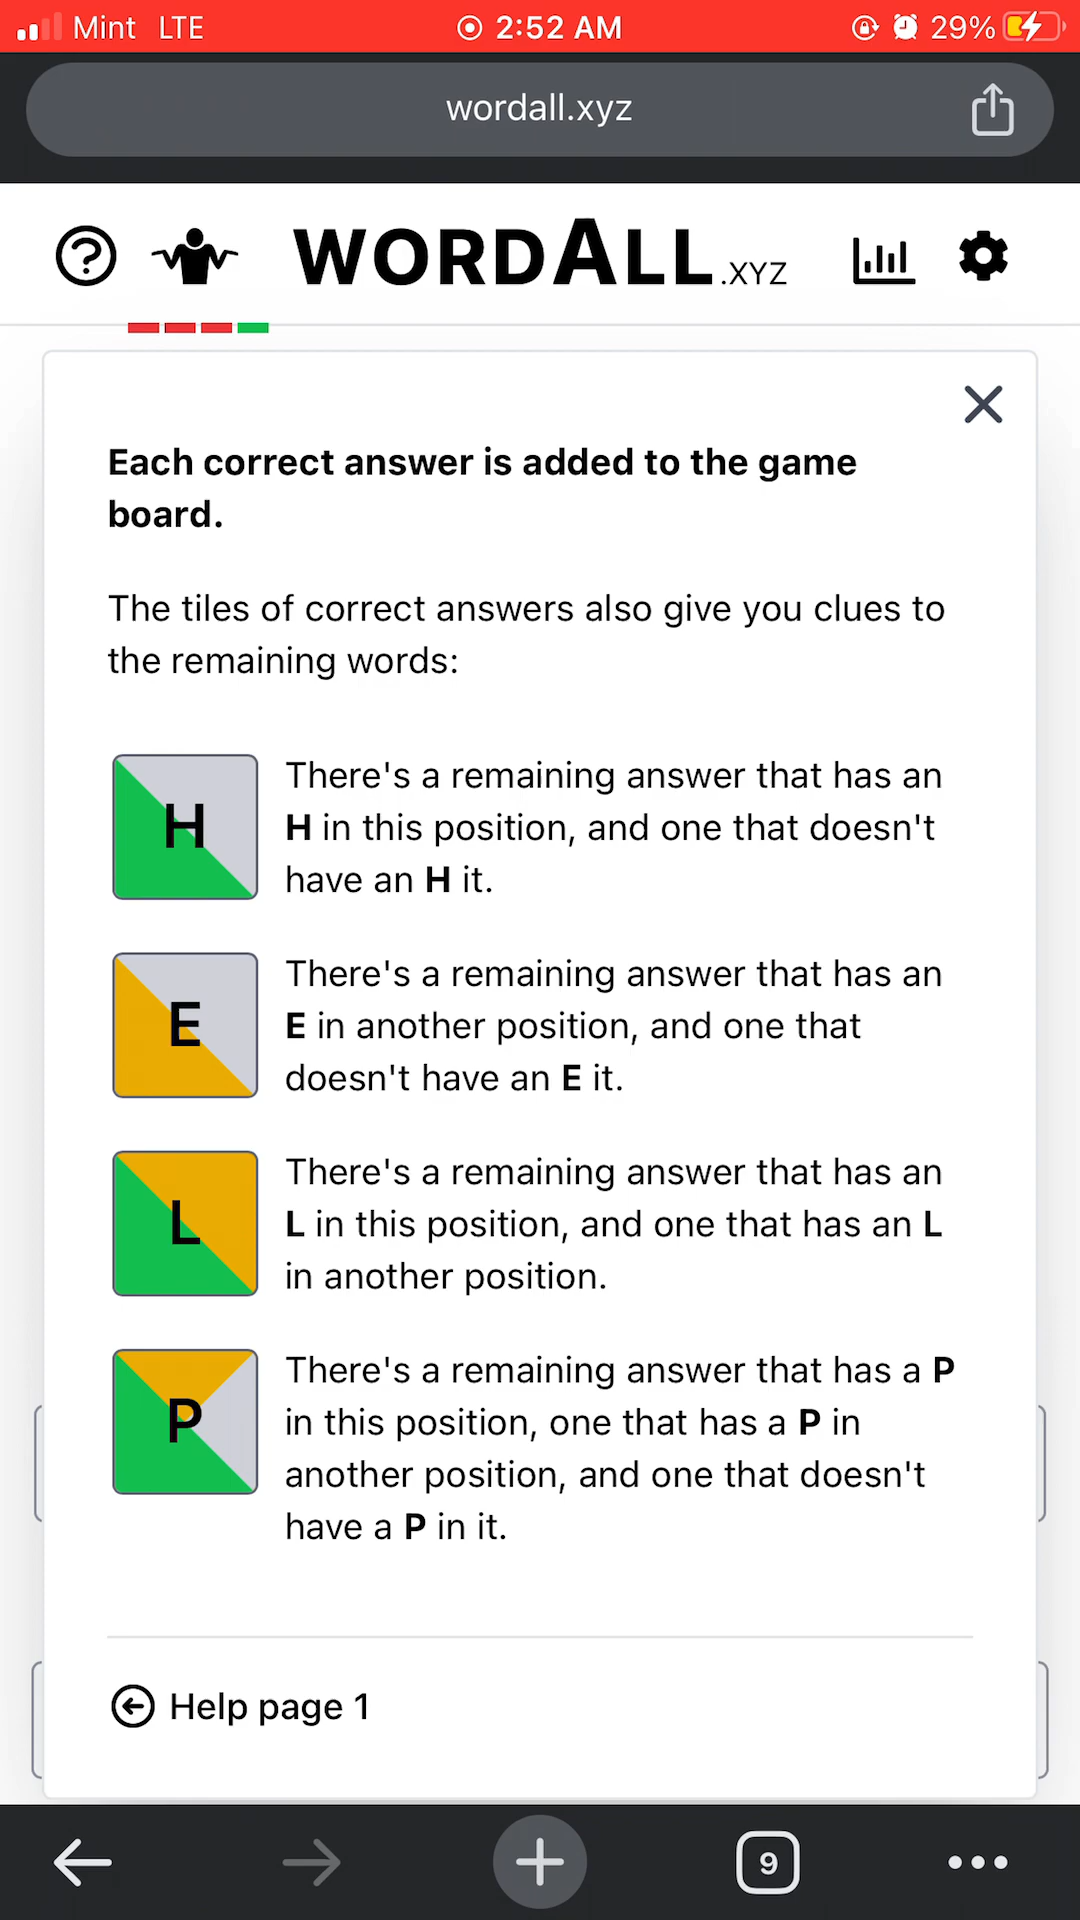 Mint LTE 2:52 AM 29%
wordall.xyz
WORDALL.XYZ
Each correct answer is added to the game
board.
The tiles of correct answers also give you clues to
the remaining words:
H
There's a remaining answer that has an
H in this position, and one that doesn't
have an H it.
E
There's a remaining answer that has an
E in another position, and one that
doesn't have an E it.
L
There's a remaining answer that has an
L in this position, and one that has an L
in another position.
P
There's a remaining answer that has a P
in this position, one that has a P in
another position, and one that doesn't
have a P in it.
Help page 1
9